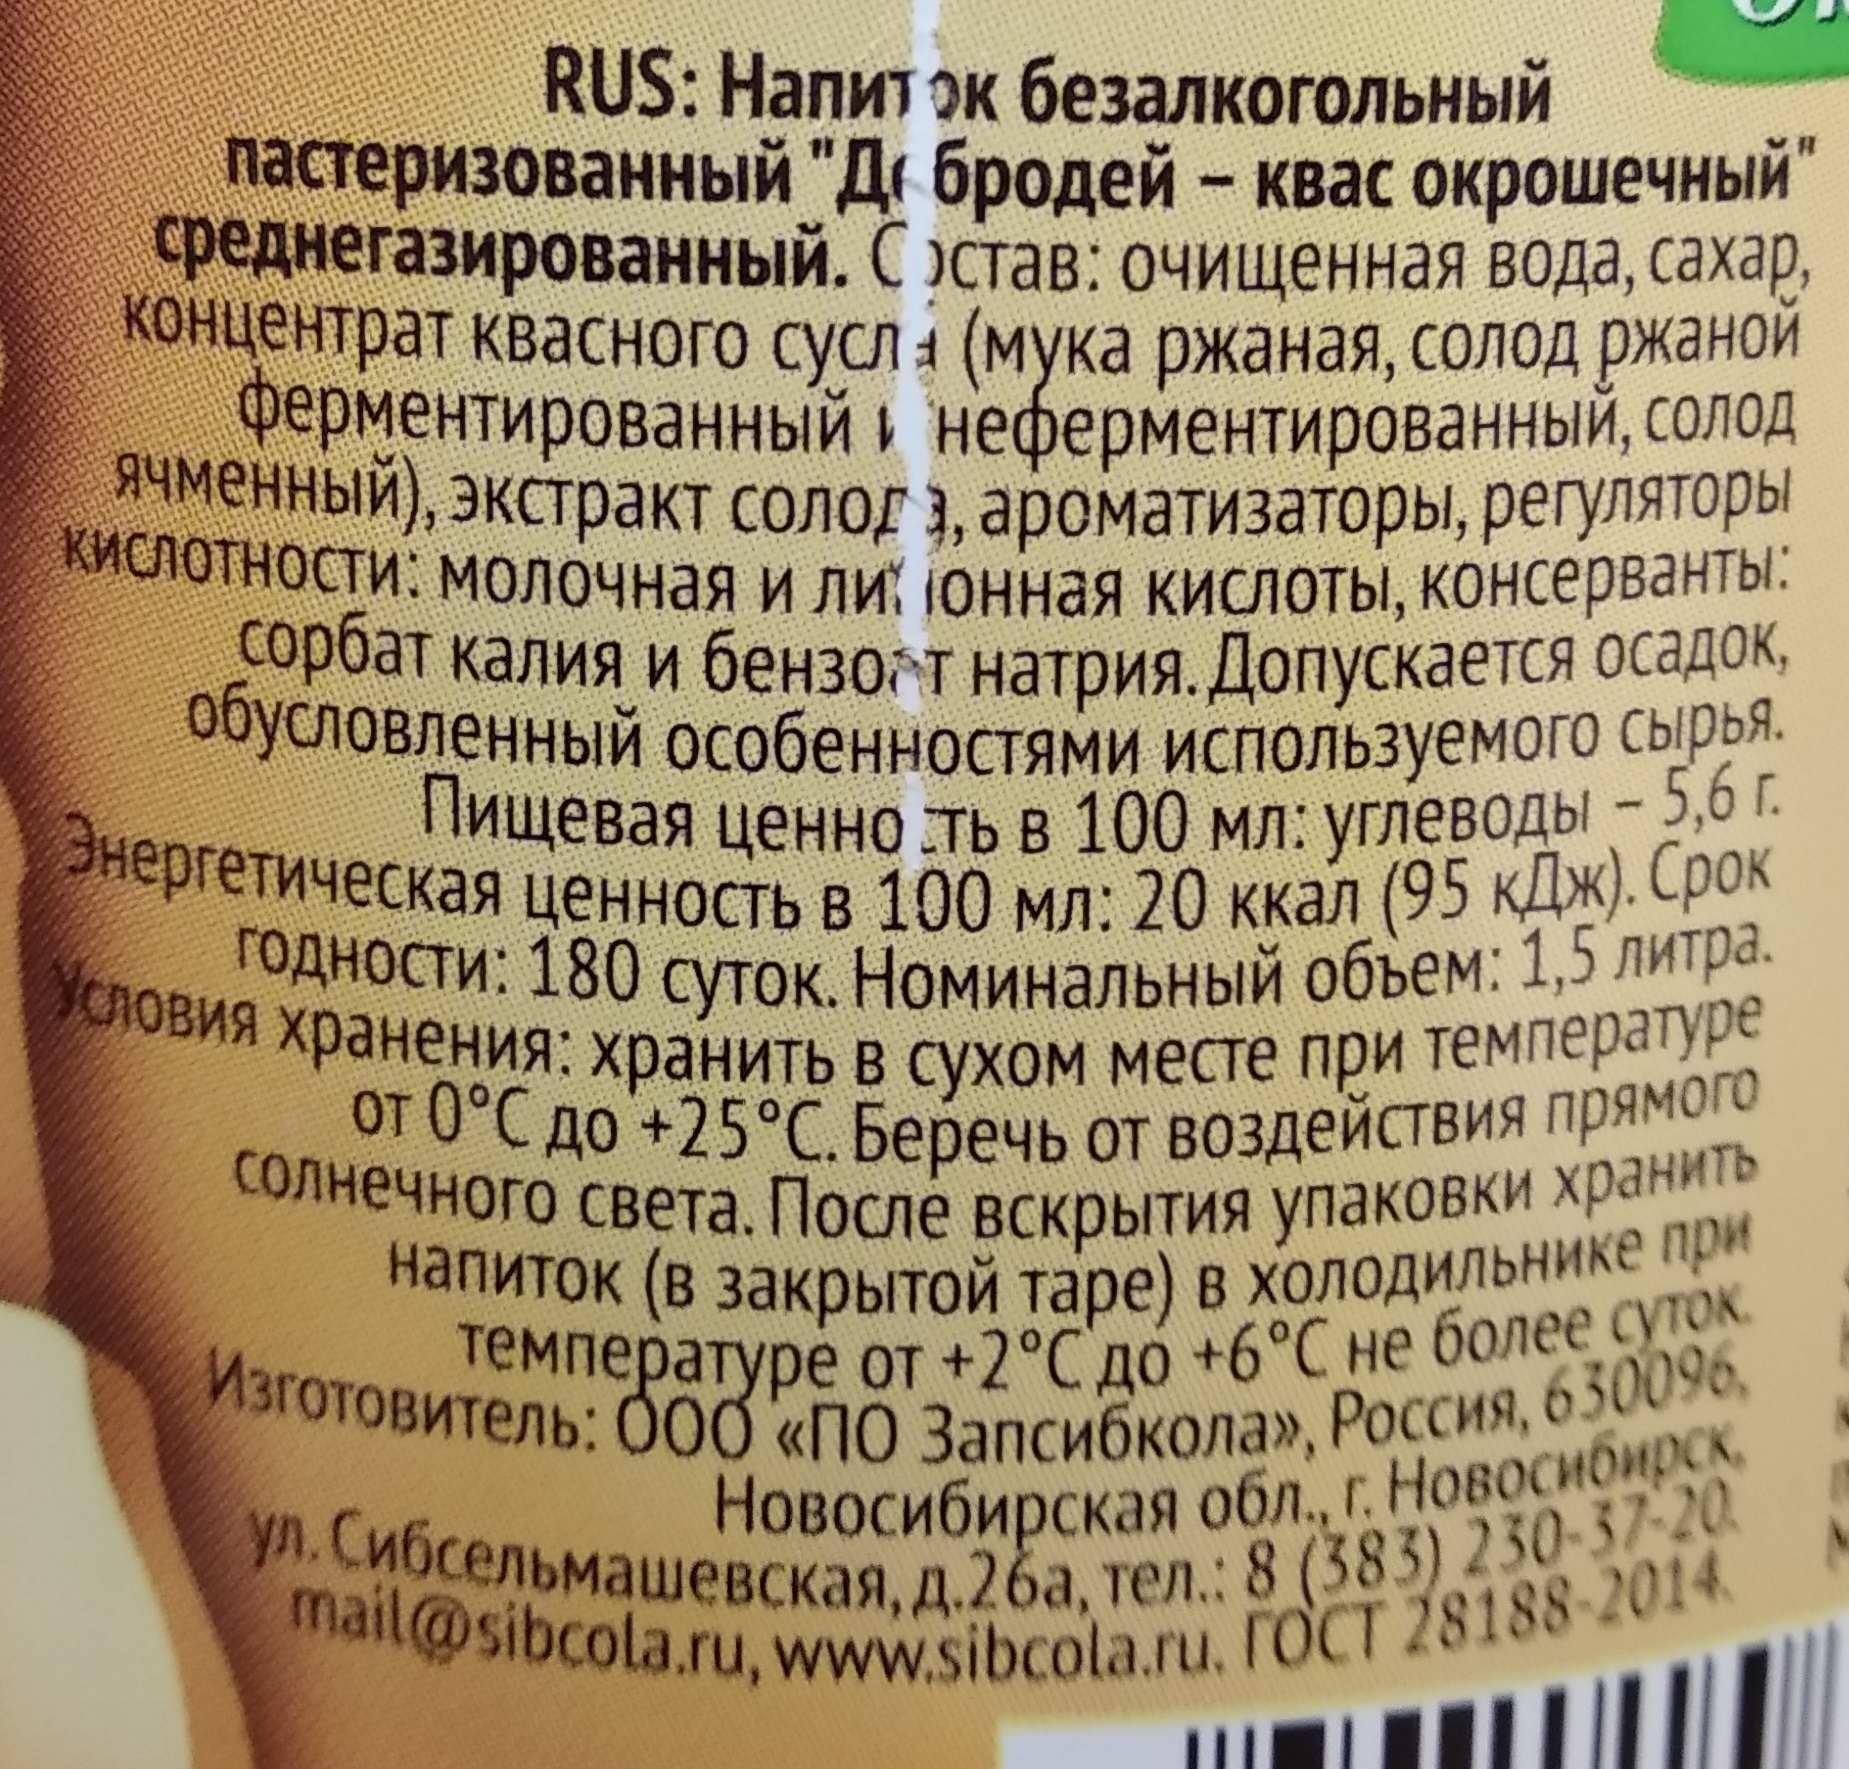 RUS: Напиток безалкогольный
пастеризованный "Добродей – квас окрошечный"
среднегазированный. Состав: очищенная вода, сахар,
концентрат квасного сусла (мука ржаная, солод ржаной
ферментированный и неферментированный, солод
ячменный), экстракт солода, ароматизаторы, регуляторы
кислотности: молочная и лимонная кислоты, консерванты:
сорбат калия и бензоат натрия. Допускается осадок,
обусловленный особенностями используемого сырья.
Пищевая ценность в 100 мл: углеводы – 5,6 г.
Энергетическая ценность в 100 мл: 20 ккал (95 кДж). Срок
годности: 180 суток. Номинальный объем: 1,5 литра.
Условия хранения: хранить в сухом месте при температуре
от 0°C до +25°C. Беречь от воздействия прямого
солнечного света. После вскрытия упаковки хранить
напиток (в закрытой таре) в холодильнике при
температуре от +2°C до +6°C не более суток.
Изготовитель: ООО «ПО Запсибкола», Россия, 630096,
Новосибирская обл., г. Новосибирск,
ул. Сибсельмашевская, д.26а, тел.: 8 (383) 230-37-20.
mail@sibcola.ru, www.sibcola.ru. ГОСТ 28188-2014.